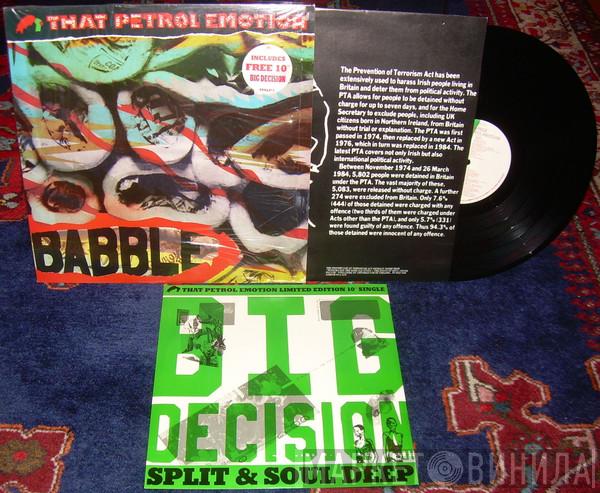 THAT PETROL EMOTION
INCLUDES
FREE 10"
BIG DECISION
BABBLE
The Prevention of Terrorism Act has been
extensively used to harass Irish people living in
Britain and deter them from political activity. The
PTA allows for people to be detained without
charge for up to seven days, and for the Home
Secretary to exclude people, including UK
citizens born in Northern Ireland, from Britain
without trial or explanation. The PTA was first
passed in 1974, then replaced by a new Act in
1976, which in turn was replaced in 1984. The
latest PTA covers not only Irish but also
international political activity.
Between November 1974 and 26 March
1984, 5,802 people were detained in Britain
under the PTA. The vast majority of these,
5,083, were released without charge. A further
274 were excluded from Britain. Only 7.6%
(444) of those detained were charged with any
offence (two thirds of them were charged under
Acts other than the PTA), and only 5.7% (331)
were found guilty of any offence. Thus 94.3% of
those detained were innocent of any offence.
THAT PETROL EMOTION LIMITED EDITION 10" SINGLE
BIG
DECISION
SPLIT & SOUL DEEP
ВИНИЛА